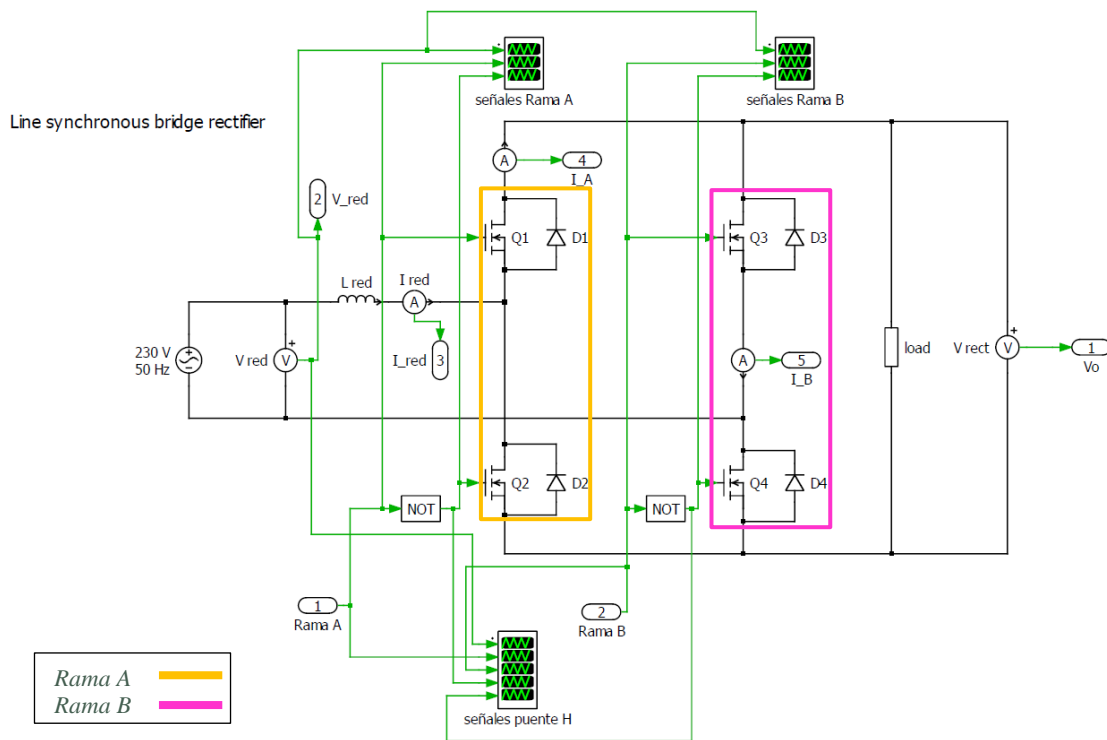 señales Rama A
señales Rama B
Line synchronous bridge rectifier
A
4
I_A
2
V_red
Q1
D1
Q3
D3
L red
I red
A
230 V
50 Hz
V red
V
+
I_red
3
A
5
I_B
load
V rect
+
V
1
Vo
Q2
D2
Q4
D4
NOT
NOT
1
Rama A
2
Rama B
señales puente H
Rama A
Rama B